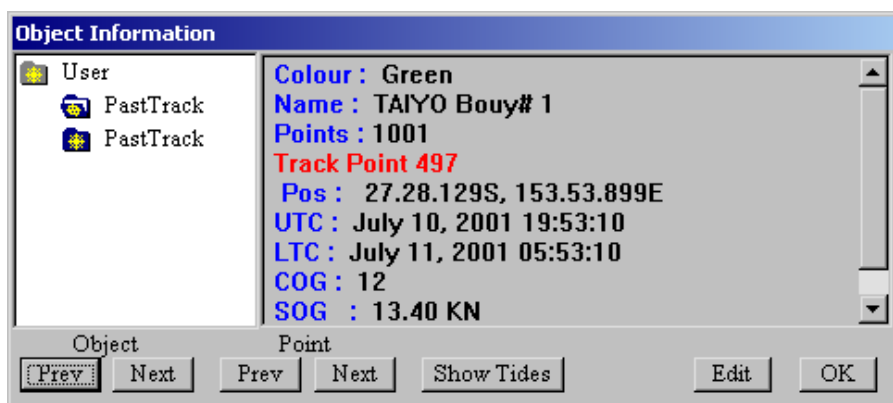 Object Information
User
PastTrack
PastTrack
Colour : Green
Name : TAIYO Bouy# 1
Points : 1001
Track Point 497
Pos : 27.28.129S, 153.53.899E
UTC : July 10, 2001 19:53:10
LTC : July 11, 2001 05:53:10
COG : 12
SOG : 13.40 KN
Object Point
Prev Next Prev Next Show Tides Edit OK